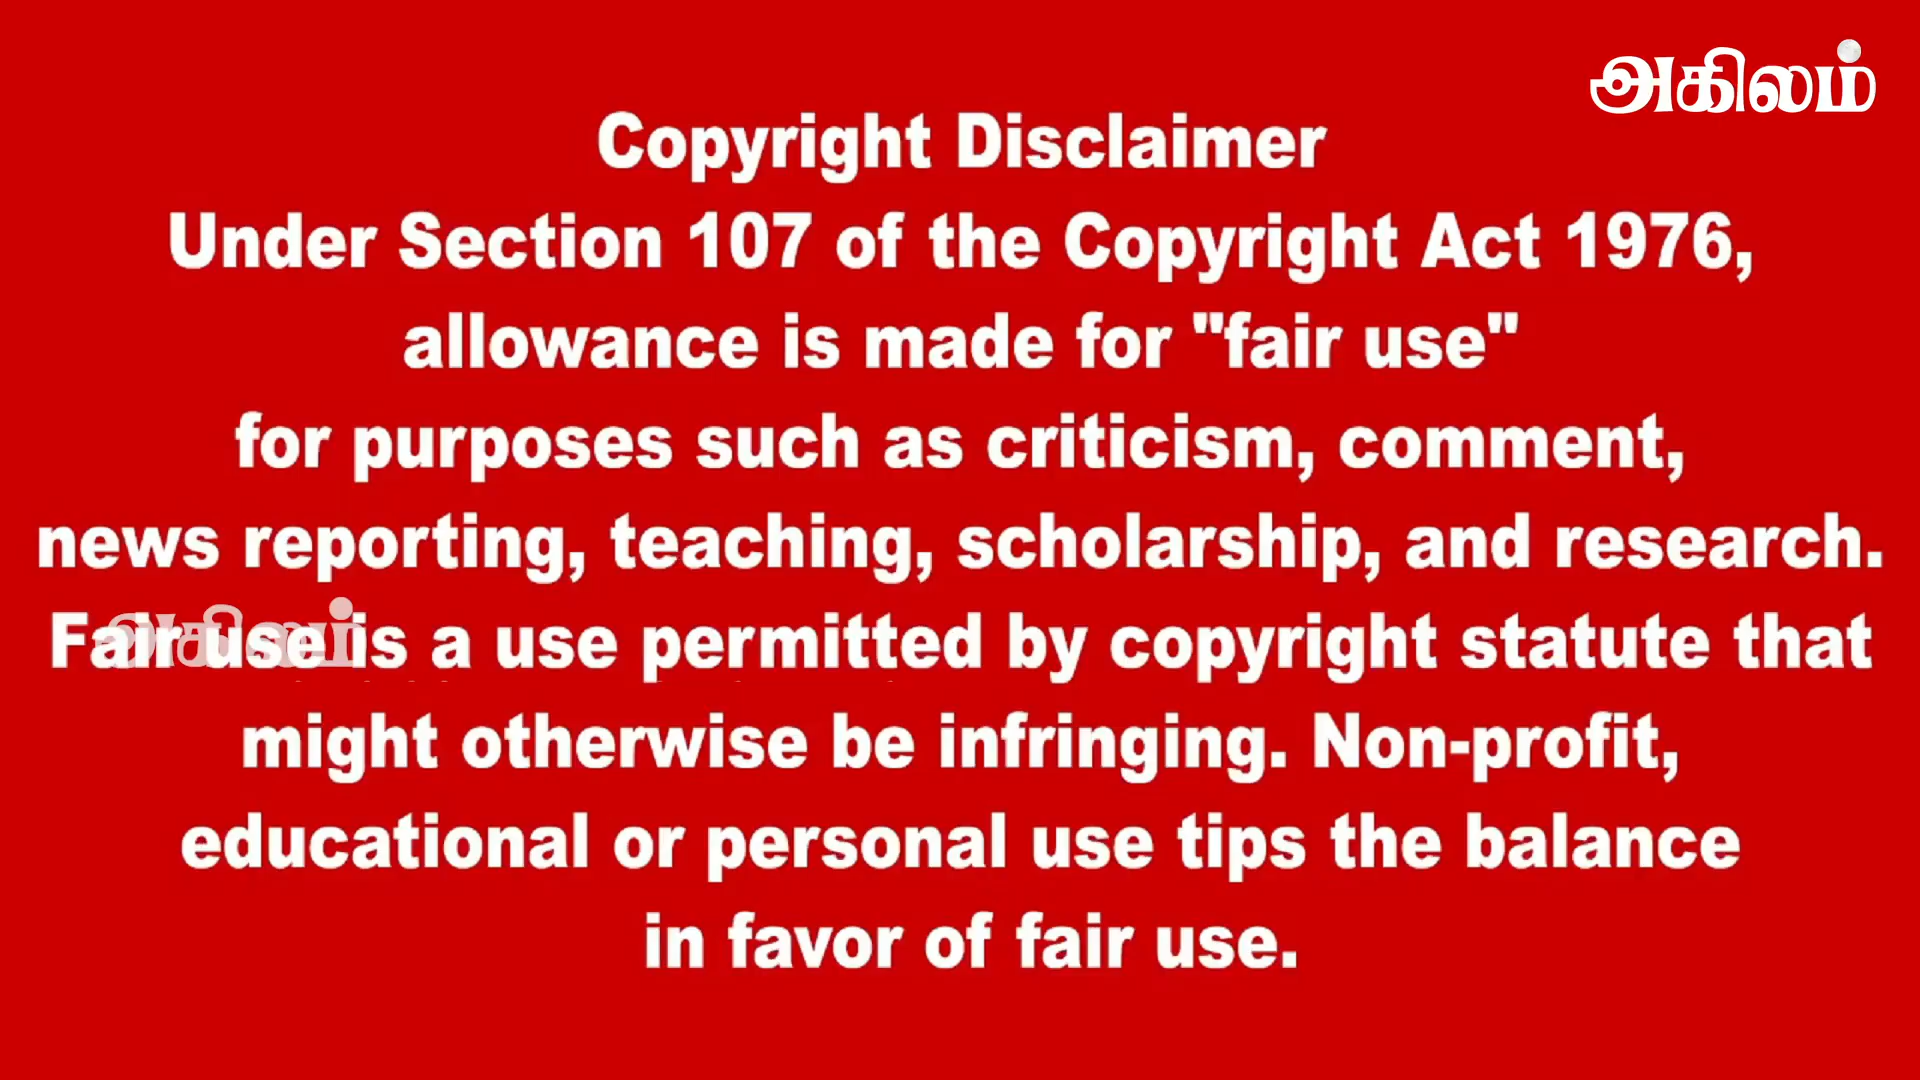 அகிலம்
Copyright Disclaimer
Under Section 107 of the Copyright Act 1976,
allowance is made for "fair use"
for purposes such as criticism, comment,
news reporting, teaching, scholarship, and research.
Fair use is a use permitted by copyright statute that
அகிலம்
might otherwise be infringing. Non-profit,
educational or personal use tips the balance
in favor of fair use.